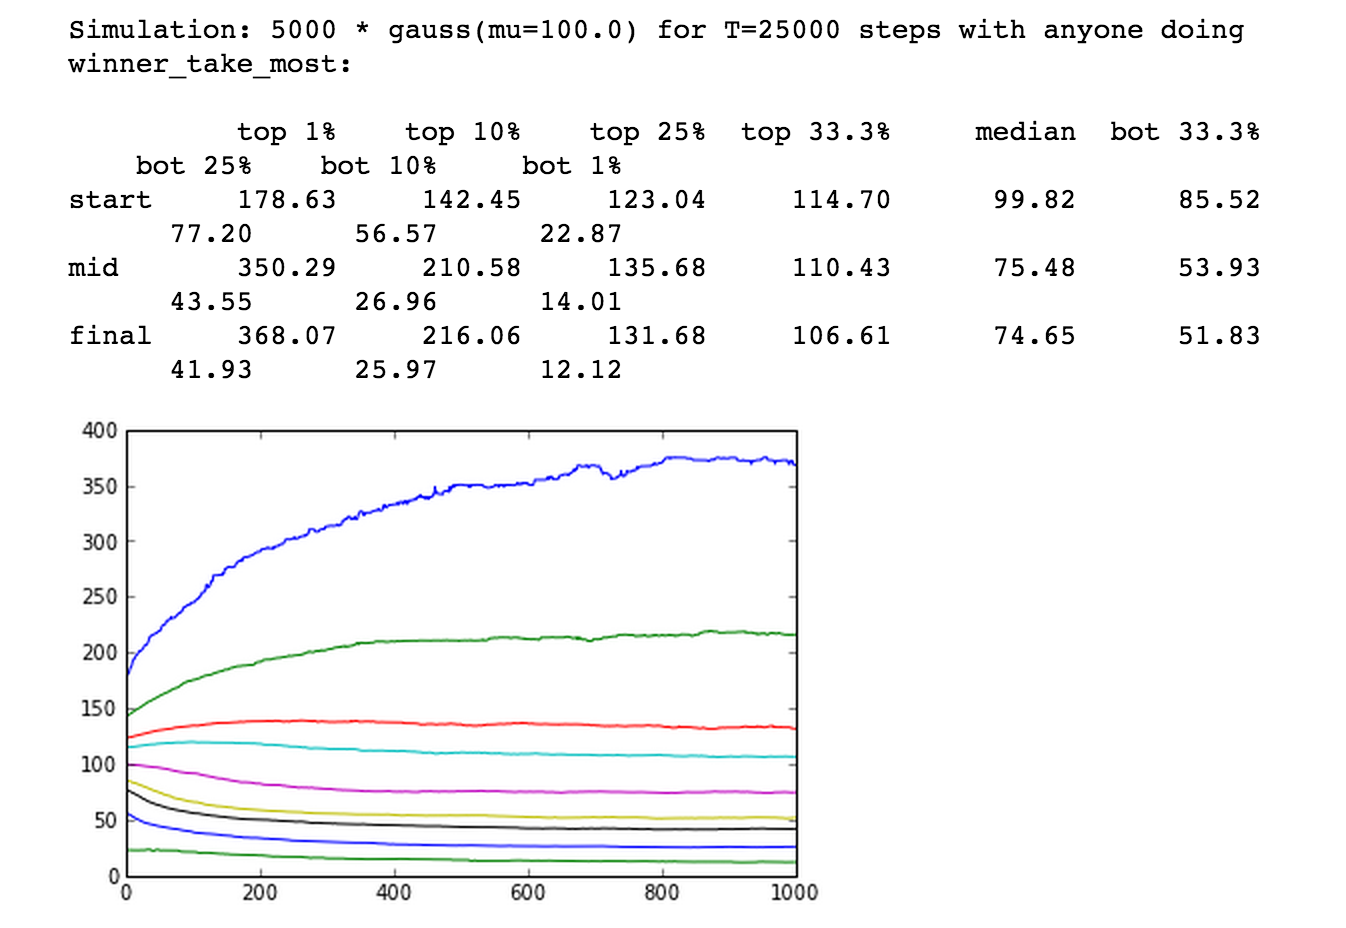 Simulation: 5000 * gauss(mu=100.0) for T=25000 steps with anyone doing
winner_take_most:
top 1% top 10% top 25% top 33.3% median bot 33.3%
bot 25% bot 10% bot 1%
start 178.63 142.45 123.04 114.70 99.82 85.52
77.20 56.57 22.87
mid 350.29 210.58 135.68 110.43 75.48 53.93
43.55 26.96 14.01
final 368.07 216.06 131.68 106.61 74.65 51.83
41.93 25.97 12.12
400
350
300
250
200
150
100
50
0
0 200 400 600 800 1000